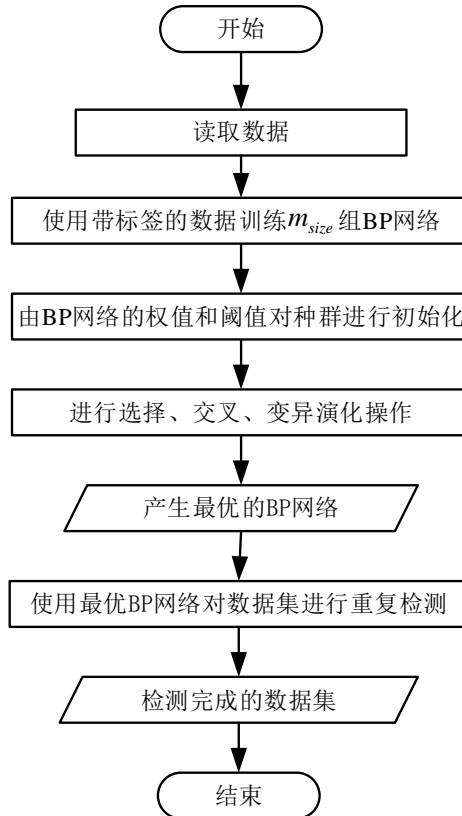 开始
读取数据
使用带标签的数据训练m_size组BP网络
由BP网络的权值和阈值对种群进行初始化
进行选择、交叉、变异演化操作
产生最优的BP网络
使用最优BP网络对数据集进行重复检测
检测完成的数据集
结束